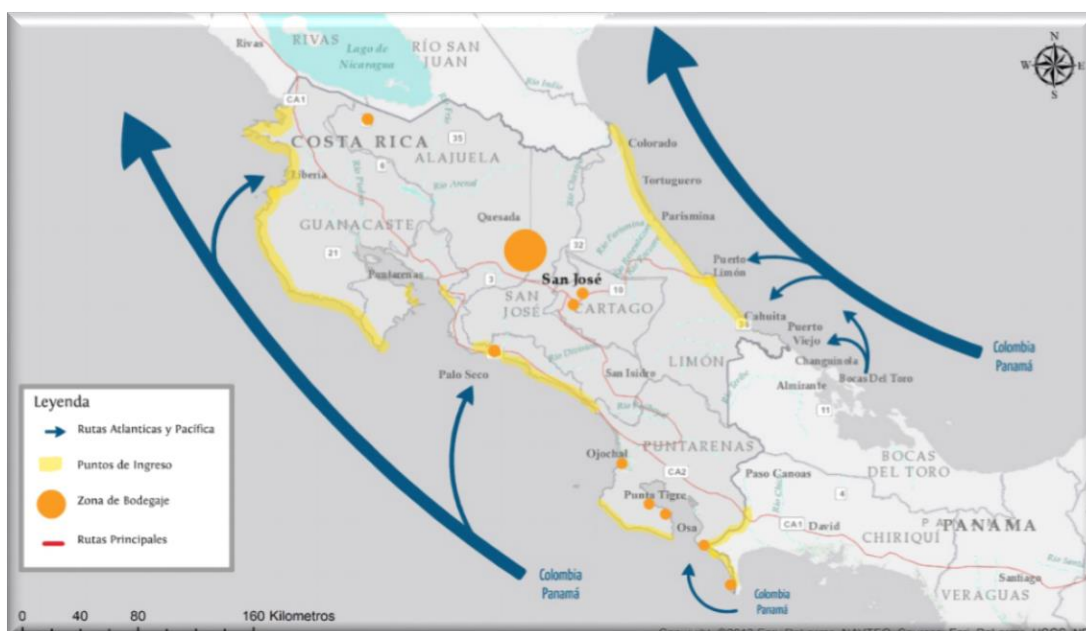 Rivas
RIVAS
Lago de
Nicaragua
RÍO SAN
JUAN
N
W E
S
CA1
COSTA RICA
35
ALAJUELA
6
Río Arenal
Liberia
GUANACASTE
Quesada
21
32
Puntarenas
3
San José
10
SAN
JOSÉ
CARTAGO
Colorado
Tortuguero
Parismina
Puerto
Limón
Cahuita
36
Puerto
Viejo
Changuinola
Almirante
Bocas Del Toro
11
Colombia
Panamá
LIMÓN
San Isidro
Palo Seco
PUNTARENAS
BOCAS
DEL TORO
Ojochal
CA2
Paso Canoas
4
Punta Tigre
Osa
CA1
David
PANAMA
CHIRIQUÍ
Santiago
VERAGUAS
Colombia
Panamá
Colombia
Panamá
Leyenda
Rutas Atlanticas y Pacífica
Puntos de Ingreso
Zona de Bodegaje
Rutas Principales
0 40 80 160 Kilometros